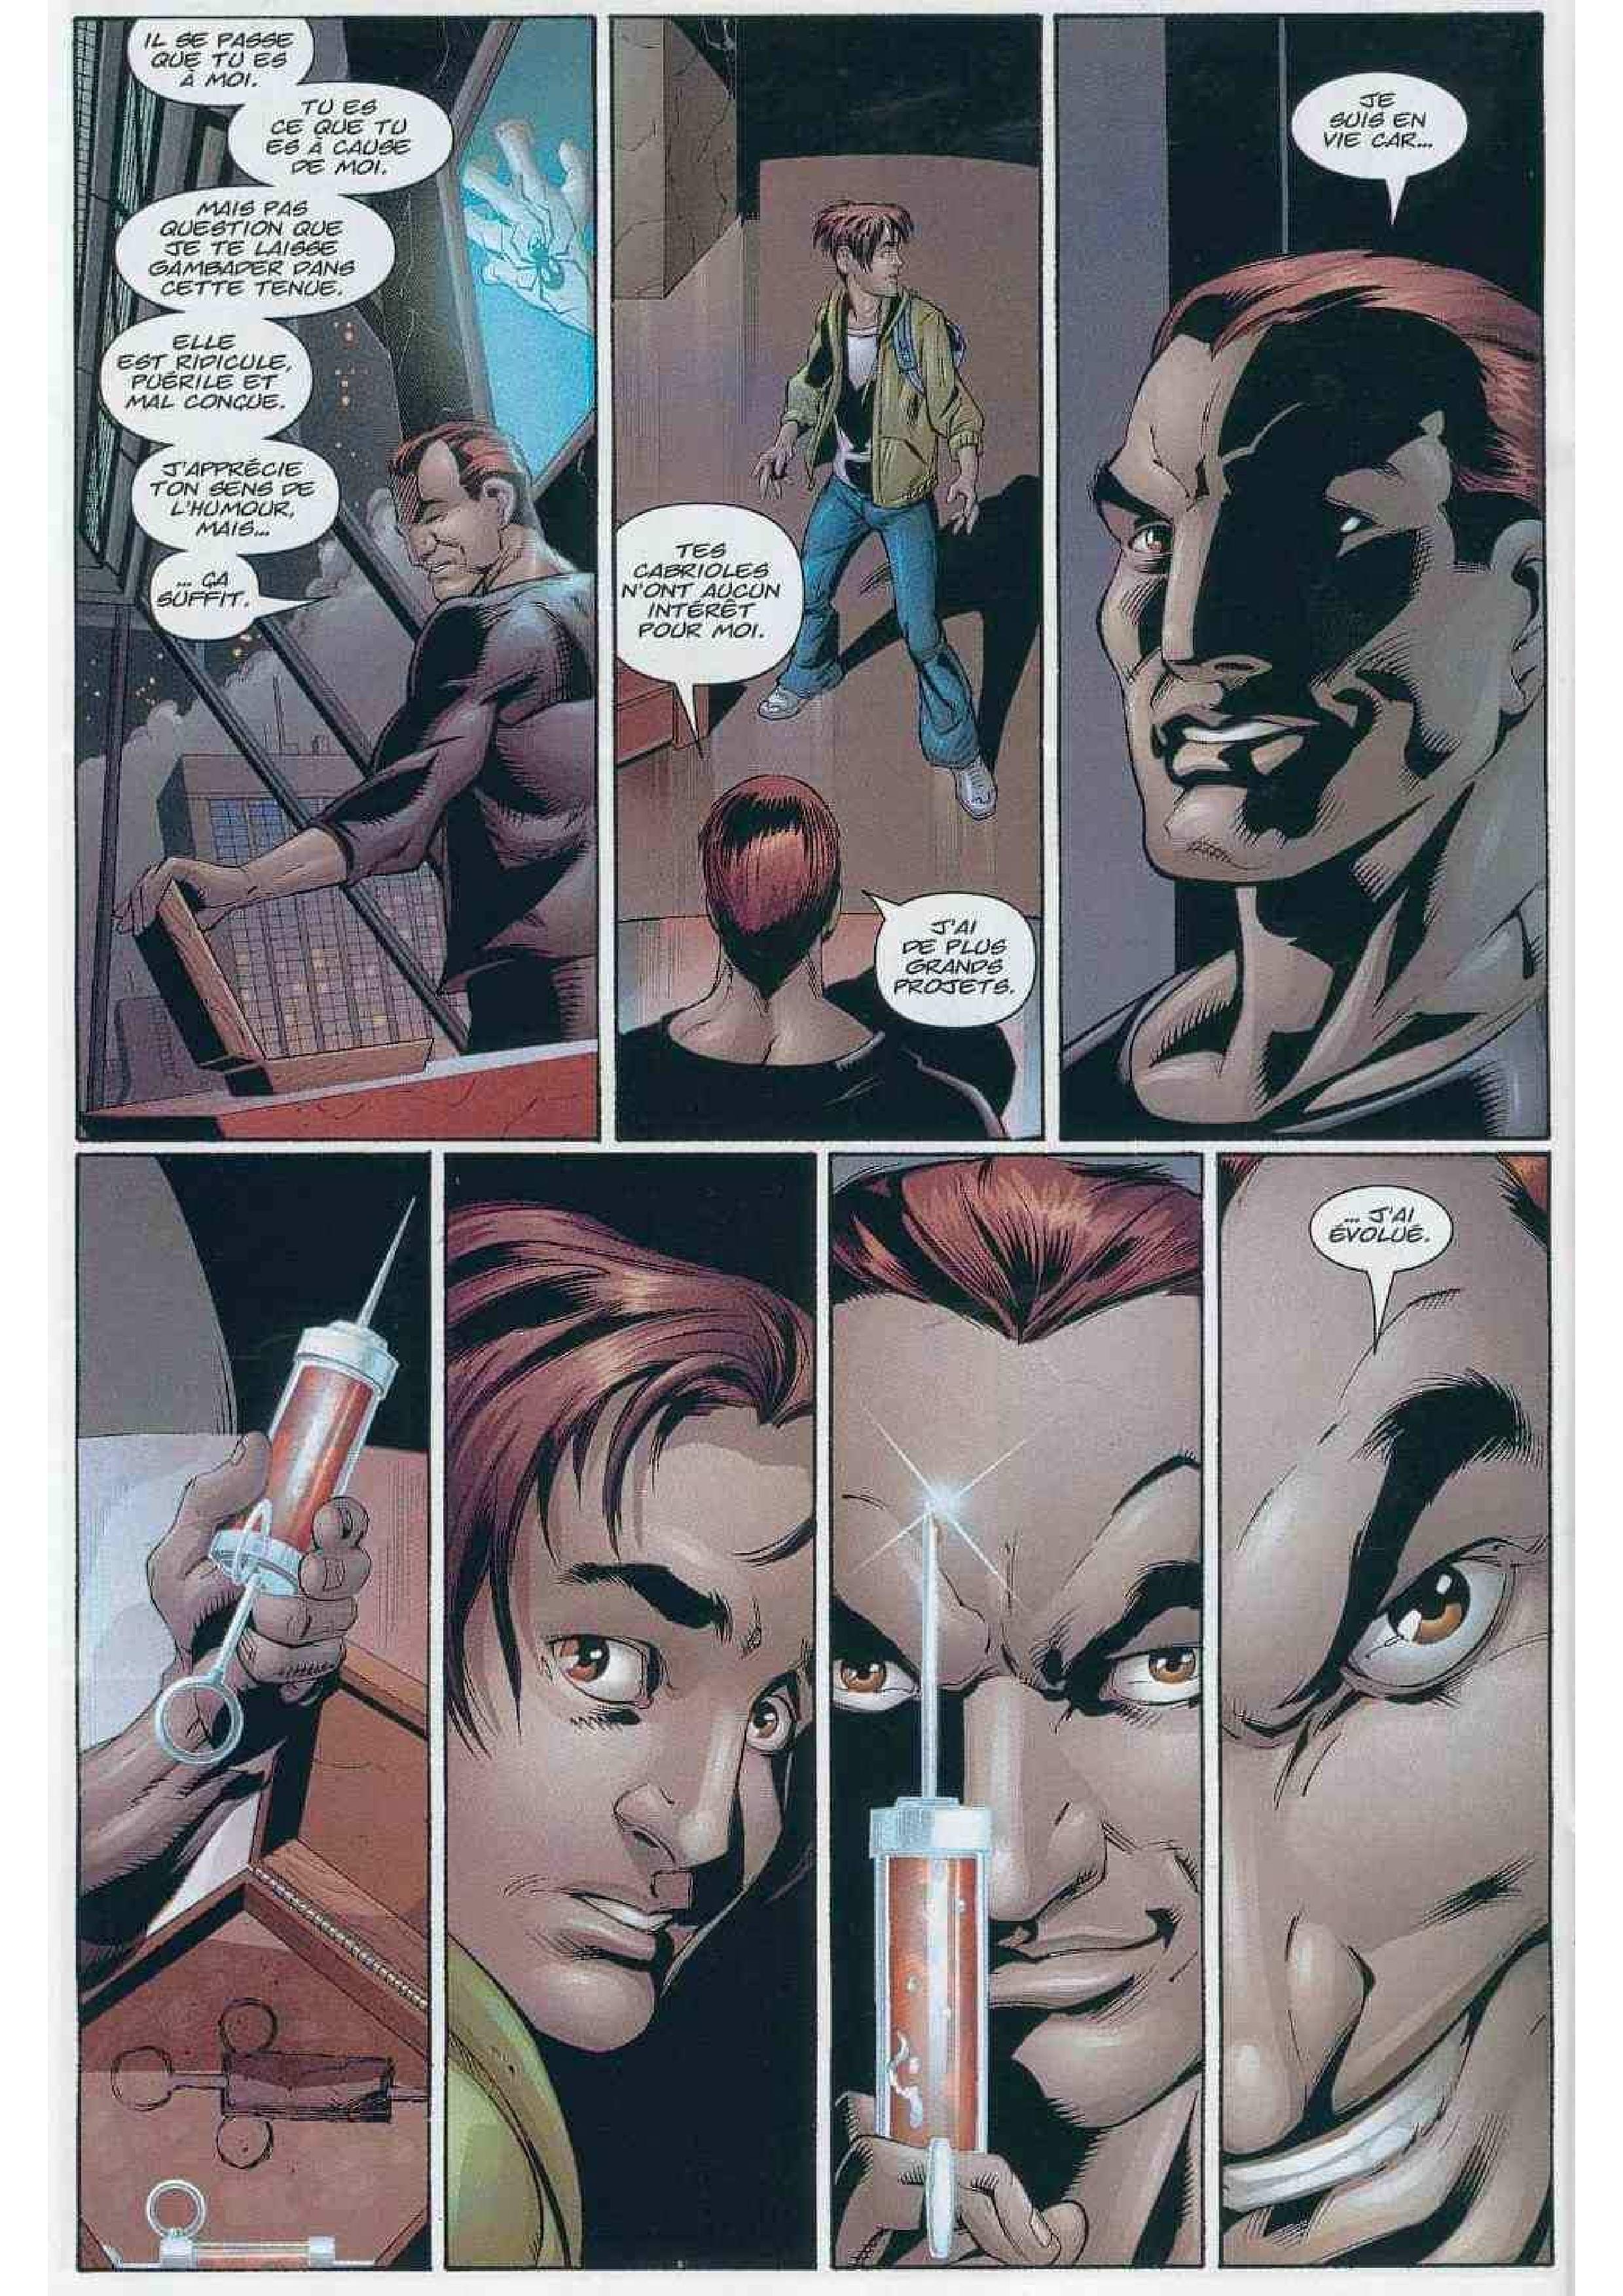 IL SE PASSE
QUE TU ES
À MOI.
TU ES
CE QUE TU
ES À CAUSE
DE MOI.
MAIS PAS
QUESTION QUE
JE TE LAISSE
GAMBADER DANS
CETTE TENUE.
ELLE
EST RIDICULE,
PUÉRILE ET
MAL CONÇUE.
J'APPRÉCIE
TON SENS DE
L'HUMOUR,
MAIS...
... ÇA
SUFFIT.
TES
CABRIOLES
N'ONT AUCUN
INTÉRÊT
POUR MOI.
J'AI
DE PLUS
GRANDS
PROJETS.
JE
SUIS EN
VIE CAR...
... J'AI
ÉVOLUÉ.